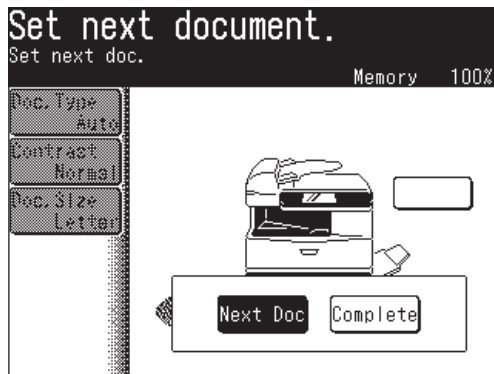 Set next document.
Set next doc.
Memory 100%
Doc.Type
Auto
Contrast
Normal
Doc.Size
Letter
Next Doc
Complete